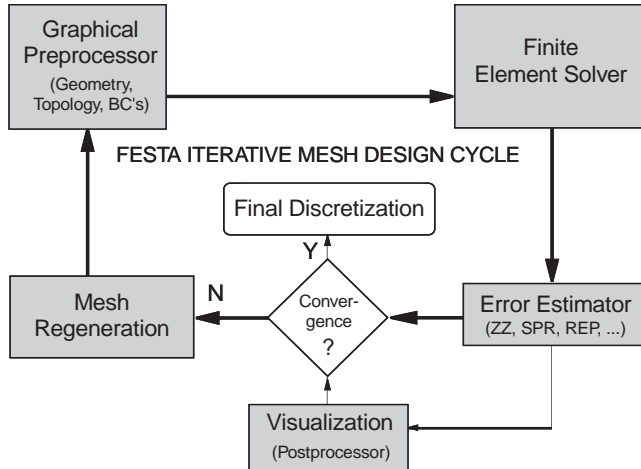 Graphical
Preprocessor
(Geometry,
Topology, BC's)
Finite
Element Solver
FESTA ITERATIVE MESH DESIGN CYCLE
Final Discretization
Y
N
Mesh
Regeneration
Conver-
gence
?
Error Estimator
(ZZ, SPR, REP, ...)
Visualization
(Postprocessor)